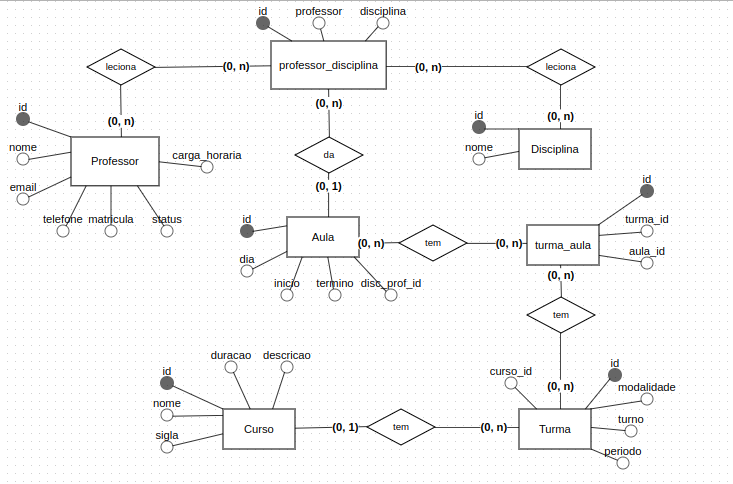 id
professor
disciplina
leciona
(0, n)
professor_disciplina
(0, n)
leciona
(0, n)
(0, n)
(0, n)
id
nome
email
telefone
matricula
status
carga_horaria
Professor
da
(0, 1)
id
nome
Disciplina
id
dia
inicio
termino
disc_prof_id
Aula
(0, n)
tem
(0, n)
turma_aula
id
turma_id
aula_id
(0, n)
tem
(0, n)
duracao
descricao
id
nome
sigla
Curso
(0, 1)
tem
(0, n)
Turma
curso_id
id
modalidade
turno
periodo